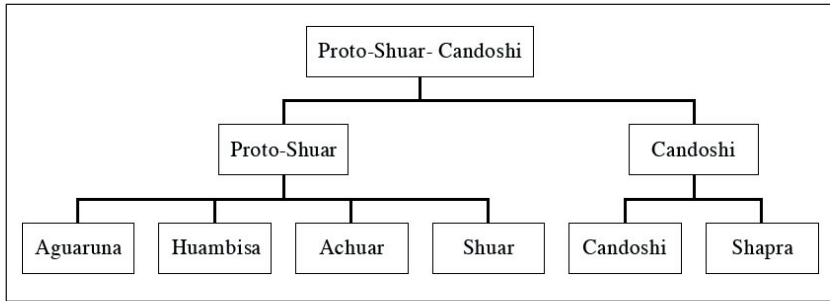 Proto-Shuar- Candoshi
Proto-Shuar
Candoshi
Aguaruna
Huambisa
Achuar
Shuar
Candoshi
Shapra